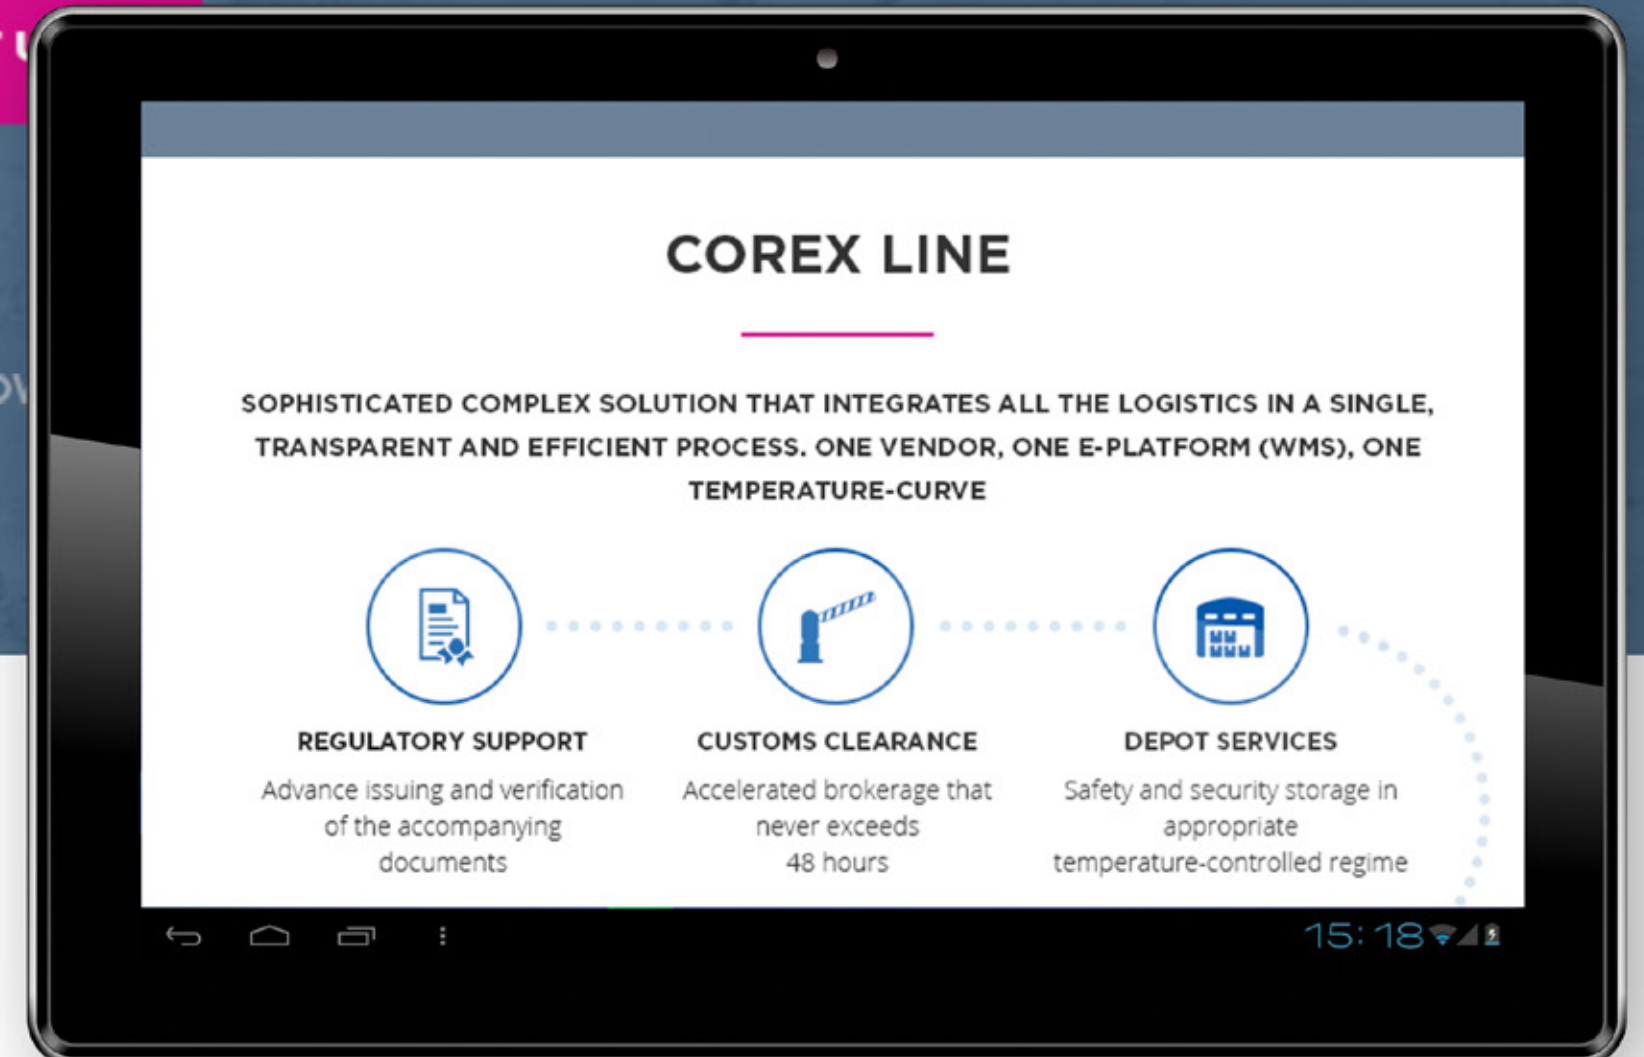 COREX LINE
SOPHISTICATED COMPLEX SOLUTION THAT INTEGRATES ALL THE LOGISTICS IN A SINGLE,
TRANSPARENT AND EFFICIENT PROCESS. ONE VENDOR, ONE E-PLATFORM (WMS), ONE
TEMPERATURE-CURVE
REGULATORY SUPPORT
Advance issuing and verification
of the accompanying
documents
CUSTOMS CLEARANCE
Accelerated brokerage that
never exceeds
48 hours
DEPOT SERVICES
Safety and security storage in
appropriate
temperature-controlled regime
15:18